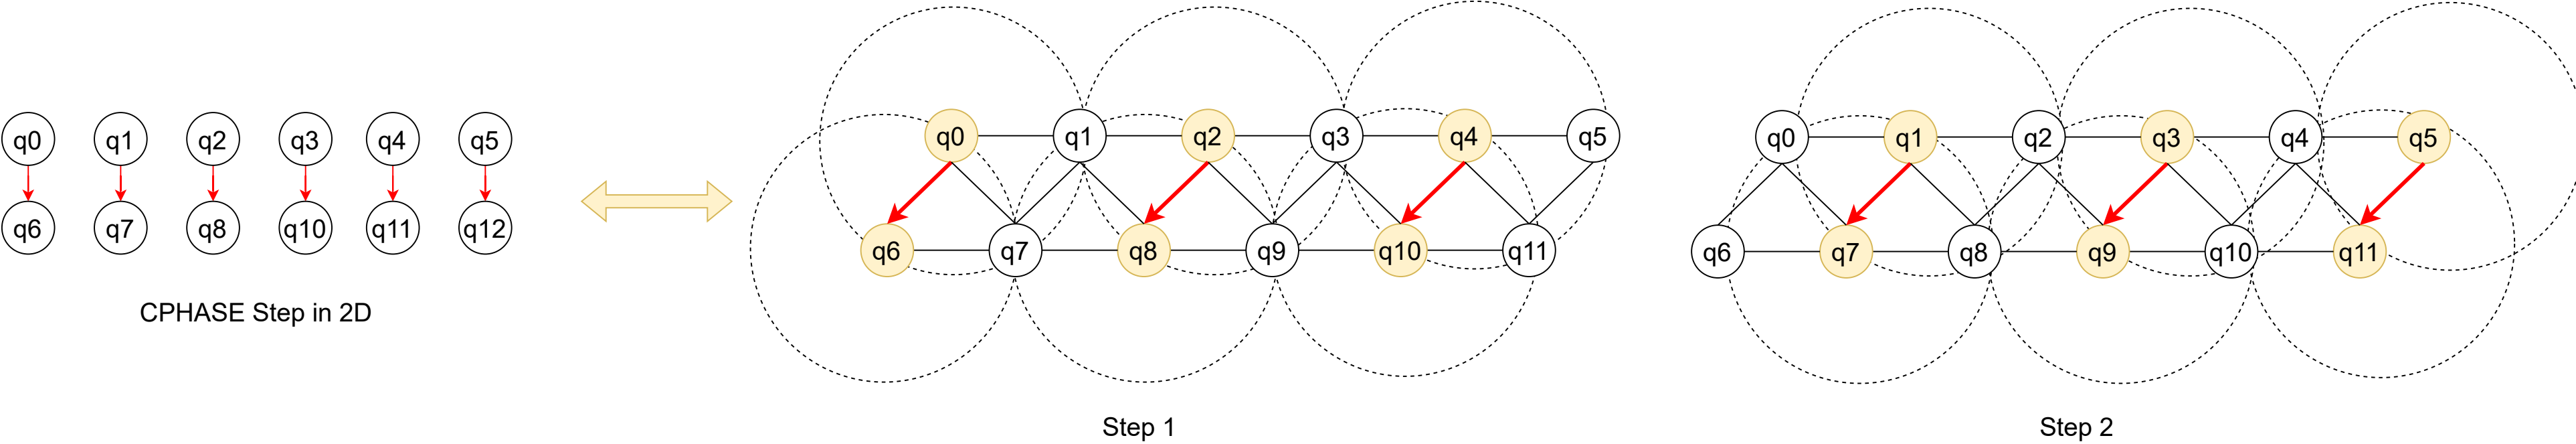 q0 q1 q2 q3 q4 q5
q6 q7 q8 q10 q11 q12
CPHASE Step in 2D
q0 q1 q2 q3 q4 q5
q6 q7 q8 q9 q10 q11
Step 1
q0 q1 q2 q3 q4 q5
q6 q7 q8 q9 q10 q11
Step 2